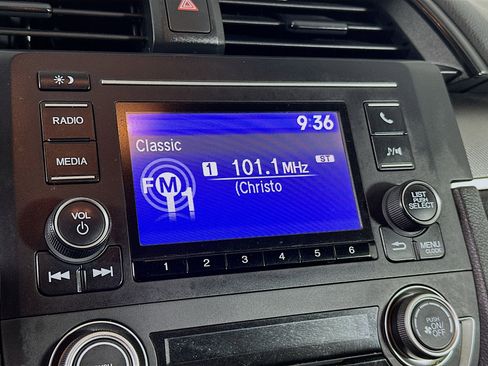 9:36
RADIO
MEDIA
Classic
FM1
1 101.1 MHz ST
(Christo
VOL
LIST
PUSH
SELECT
MENU
CLOCK
1 2 3 4 5 6
PUSH
ON/
OFF